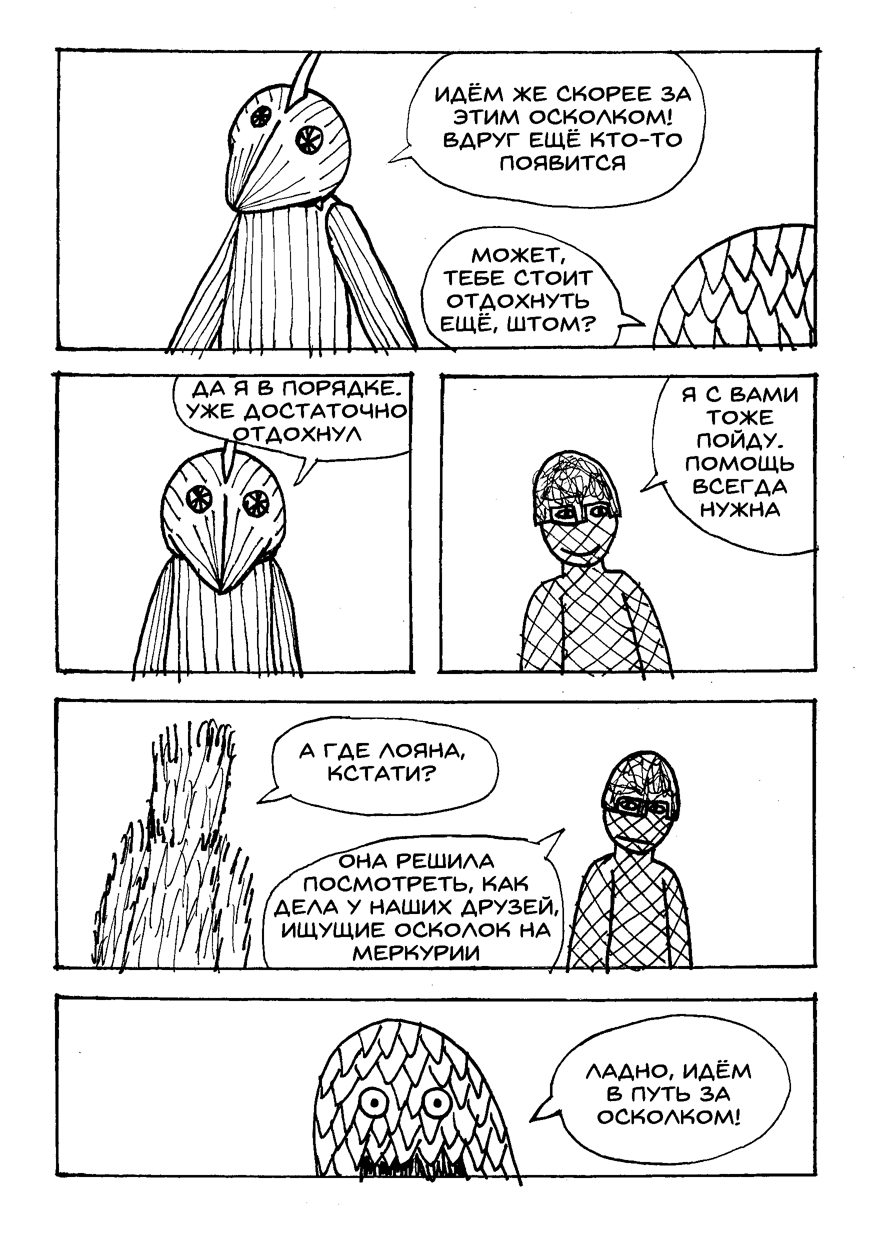 ИДЁМ ЖЕ СКОРЕЕ ЗА
ЭТИМ ОСКОЛКОМ!
ВДРУГ ЕЩЁ КТО-ТО
ПОЯВИТСЯ
МОЖЕТ,
ТЕБЕ СТОИТ
ОТДОХНУТЬ
ЕЩЁ, ШТОМ?
ДА Я В ПОРЯДКЕ.
УЖЕ ДОСТАТОЧНО
ОТДОХНУЛ
Я С ВАМИ
ТОЖЕ
ПОЙДУ.
ПОМОЩЬ
ВСЕГДА
НУЖНА
А ГДЕ ЛОЯНА,
КСТАТИ?
ОНА РЕШИЛА
ПОСМОТРЕТЬ, КАК
ДЕЛА У НАШИХ ДРУЗЕЙ,
ИЩУЩИЕ ОСКОЛОК НА
МЕРКУРИИ
ЛАДНО, ИДЁМ
В ПУТЬ ЗА
ОСКОЛКОМ!